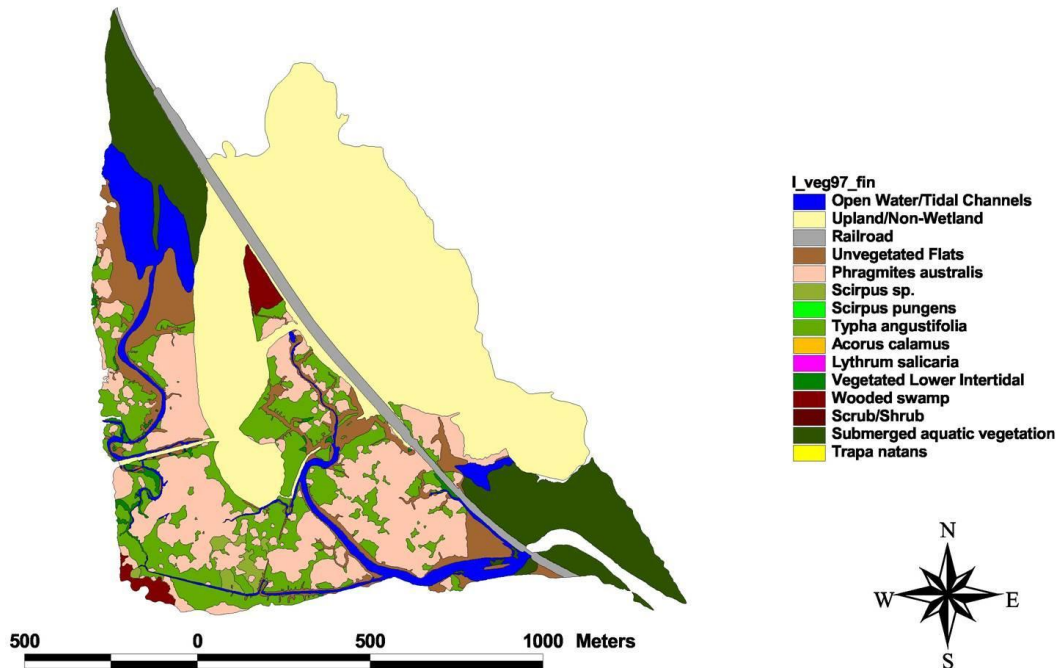 I_veg97_fin
Open Water/Tidal Channels
Upland/Non-Wetland
Railroad
Unvegetated Flats
Phragmites australis
Scirpus sp.
Scirpus pungens
Typha angustifolia
Acorus calamus
Lythrum salicaria
Vegetated Lower Intertidal
Wooded swamp
Scrub/Shrub
Submerged aquatic vegetation
Trapa natans
N
W E
S
500 0 500 1000 Meters